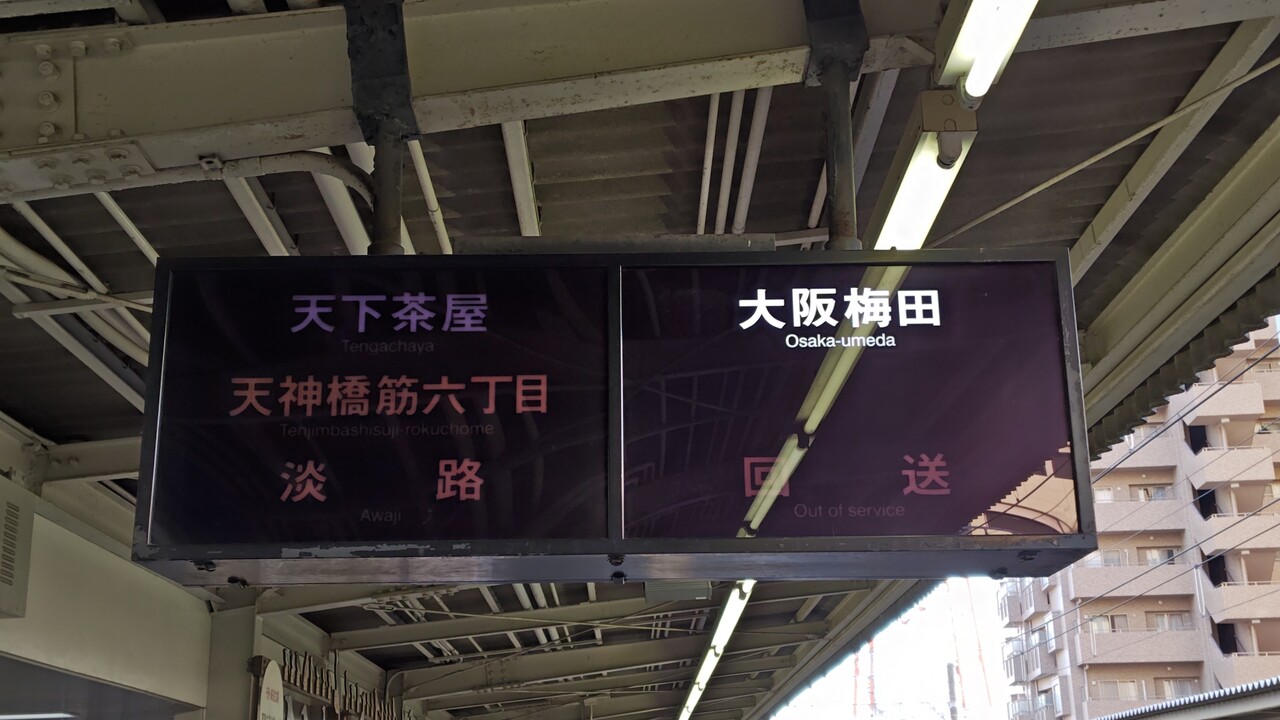 天下茶屋
Tengachaya
天神橋筋六丁目
Tenjimbashisuji-rokuchome
淡路
Awaji
大阪梅田
Osaka-umeda
回送
Out of service